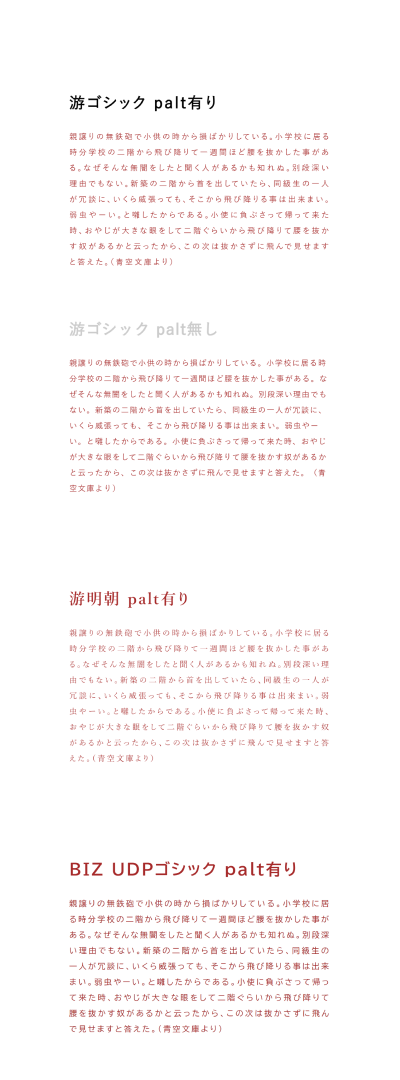 游ゴシック palt有り
親譲りの無鉄砲で小供の時から損ばかりしている。小学校に居る
時分学校の二階から飛び降りて一週間ほど腰を抜かした事があ
る。なぜそんな無闇をしたと聞く人があるかも知れぬ。別段深い
理由でもない。新築の二階から首を出していたら、同級生の一人
が冗談に、いくら威張っても、そこから飛び降りる事は出来まい。
弱虫やーい。と囃したからである。小使に負ぶさって帰って来た
時、おやじが大きな眼をして二階ぐらいから飛び降りて腰を抜か
す奴があるかと云ったから、この次は抜かさずに飛んで見せます
と答えた。（青空文庫より）
游ゴシック palt無し
親譲りの無鉄砲で小供の時から損ばかりしている。小学校に居る時
分学校の二階から飛び降りて一週間ほど腰を抜かした事がある。な
ぜそんな無闇をしたと聞く人があるかも知れぬ。別段深い理由でも
ない。新築の二階から首を出していたら、同級生の一人が冗談に、
いくら威張っても、そこから飛び降りる事は出来まい。弱虫やー
い。と囃したからである。小使に負ぶさって帰って来た時、おやじ
が大きな眼をして二階ぐらいから飛び降りて腰を抜かす奴があるか
と云ったから、この次は抜かさずに飛んで見せますと答えた。（青
空文庫より）
游明朝 palt有り
親譲りの無鉄砲で小供の時から損ばかりしている。小学校に居る
時分学校の二階から飛び降りて一週間ほど腰を抜かした事があ
る。なぜそんな無闇をしたと聞く人があるかも知れぬ。別段深い理
由でもない。新築の二階から首を出していたら、同級生の一人が
冗談に、いくら威張っても、そこから飛び降りる事は出来まい。弱
虫やーい。と囃したからである。小使に負ぶさって帰って来た時、
おやじが大きな眼をして二階ぐらいから飛び降りて腰を抜かす奴
があるかと云ったから、この次は抜かさずに飛んで見せますと答
えた。（青空文庫より）
BIZ UDPゴシック palt有り
親譲りの無鉄砲で小供の時から損ばかりしている。小学校に居
る時分学校の二階から飛び降りて一週間ほど腰を抜かした事が
ある。なぜそんな無闇をしたと聞く人があるかも知れぬ。別段深
い理由でもない。新築の二階から首を出していたら、同級生の
一人が冗談に、いくら威張っても、そこから飛び降りる事は出来
まい。弱虫やーい。と囃したからである。小使に負ぶさって帰っ
て来た時、おやじが大きな眼をして二階ぐらいから飛び降りて
腰を抜かす奴があるかと云ったから、この次は抜かさずに飛ん
で見せますと答えた。（青空文庫より）